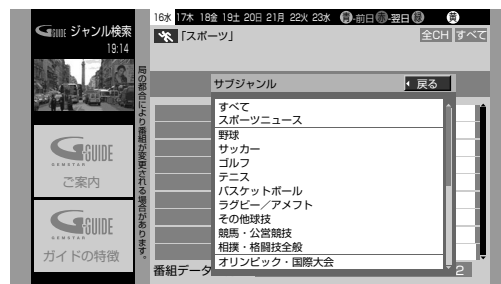 GGUIDE ジャンル検索
19:14
16水 17木 18金 19土 20日 21月 22火 23水 青-前日 赤-翌日 緑 黄
「スポーツ」
全CH すべて
局の都合により番組が変更される場合があります。
サブジャンル
戻る
すべて
スポーツニュース
野球
サッカー
ゴルフ
テニス
バスケットボール
ラグビー／アメフト
その他球技
競馬・公営競技
相撲・格闘技全般
オリンピック・国際大会
GGUIDE
GEMSTAR
ご案内
GGUIDE
GEMSTAR
ガイドの特徴
番組データ
2